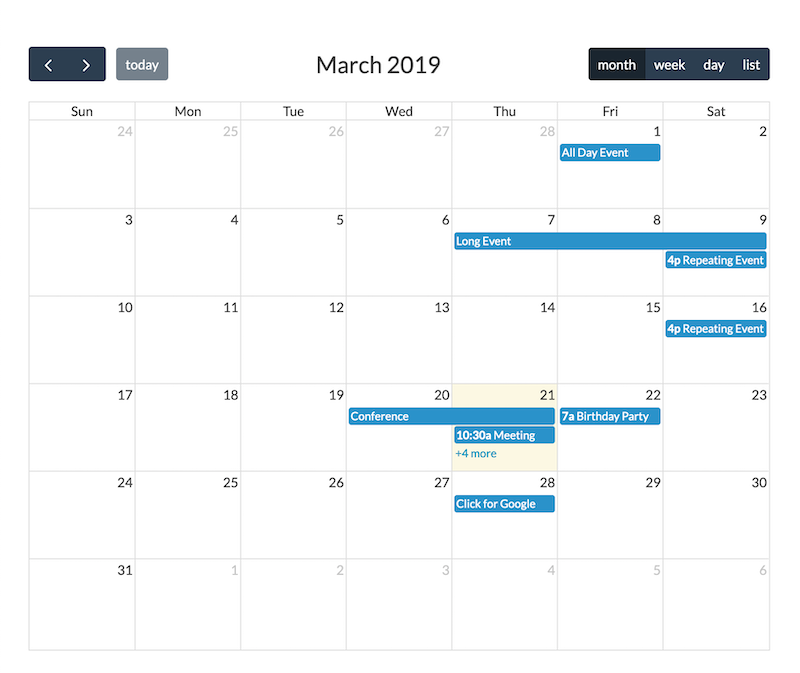 today March 2019 month week day list
Sun Mon Tue Wed Thu Fri Sat
24 25 26 27 28 1 2
All Day Event
3 4 5 6 7 8 9
Long Event
4p Repeating Event
10 11 12 13 14 15 16
4p Repeating Event
17 18 19 20 21 22 23
Conference 7a Birthday Party
10:30a Meeting
+4 more
24 25 26 27 28 29 30
Click for Google
31 1 2 3 4 5 6